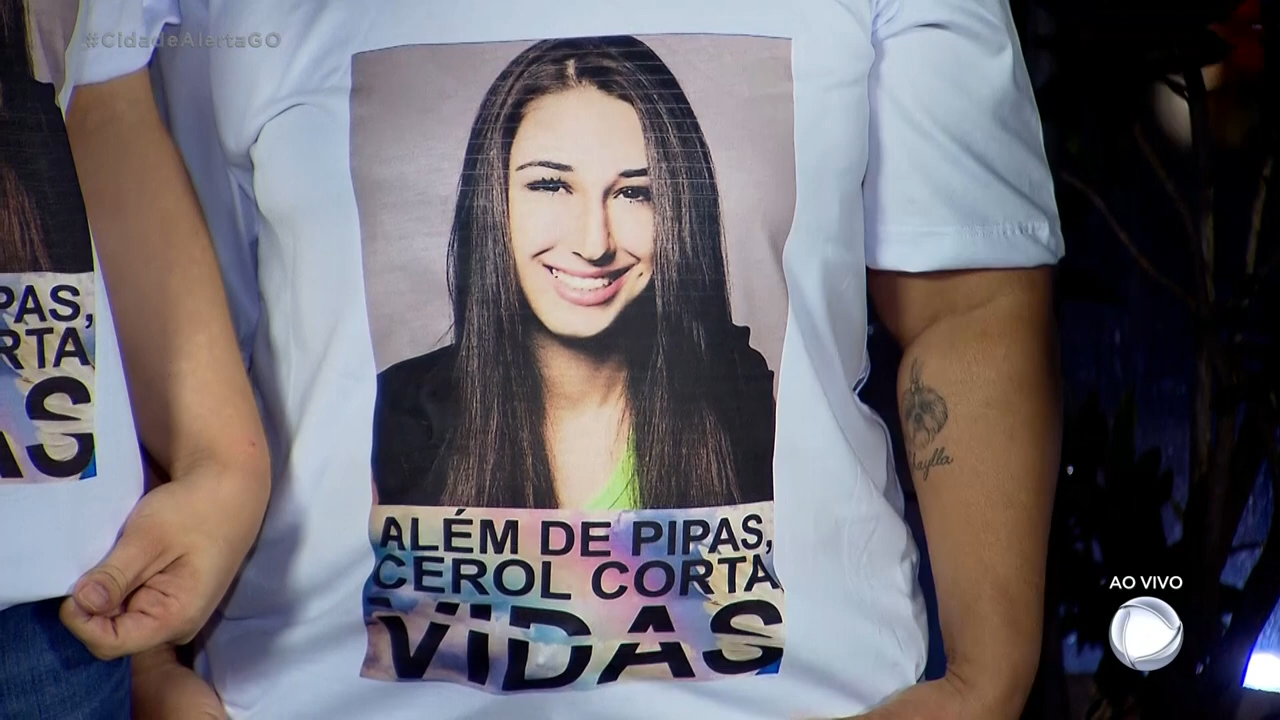 #CidadeAlertaGO
PAS,
RTA
AS
ALÉM DE PIPAS,
CEROL CORTA
VIDAS
AO VIVO